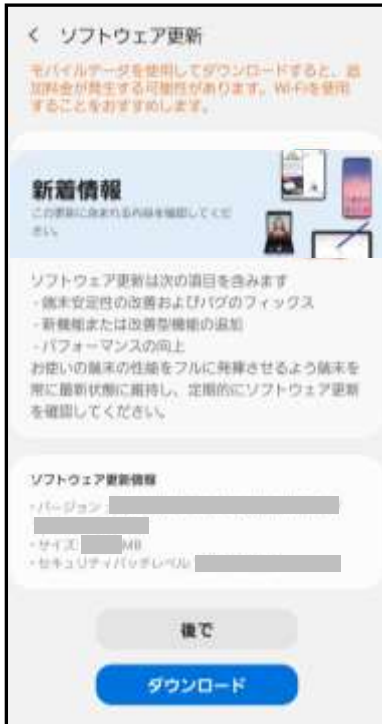 < ソフトウェア更新
モバイルデータを使用してダウンロードすると、追
加料金が発生する可能性があります。Wi-Fiを使用
することをおすすめします。
新着情報
この更新に含まれる内容を確認してくだ
さい。
ソフトウェア更新は次の項目を含みます
- 端末安定性の改善およびバグのフィックス
- 新機能または改善型機能の追加
- パフォーマンスの向上
お使いの端末の性能をフルに発揮させるよう端末を
常に最新状態に維持し、定期的にソフトウェア更新
を確認してください。
ソフトウェア更新情報
・バージョン:
・サイズ: MB
・セキュリティパッチレベル:
後で
ダウンロード